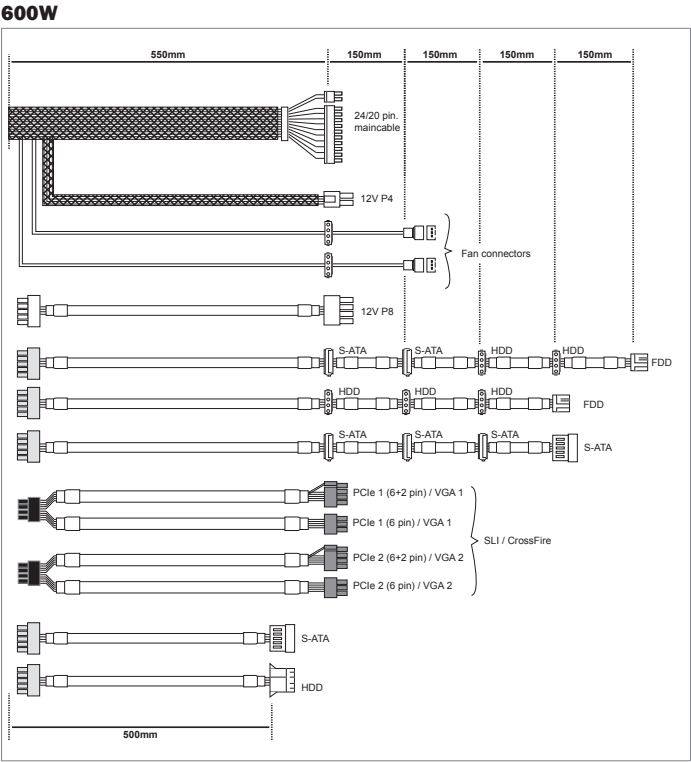 600W
550mm 150mm 150mm 150mm 150mm
24/20 pin.
maincable
12V P4
Fan connectors
12V P8
S-ATA S-ATA HDD HDD FDD
HDD HDD HDD FDD
S-ATA S-ATA S-ATA S-ATA
PCIe 1 (6+2 pin) / VGA 1
PCIe 1 (6 pin) / VGA 1
SLI / CrossFire
PCIe 2 (6+2 pin) / VGA 2
PCIe 2 (6 pin) / VGA 2
S-ATA
HDD
500mm